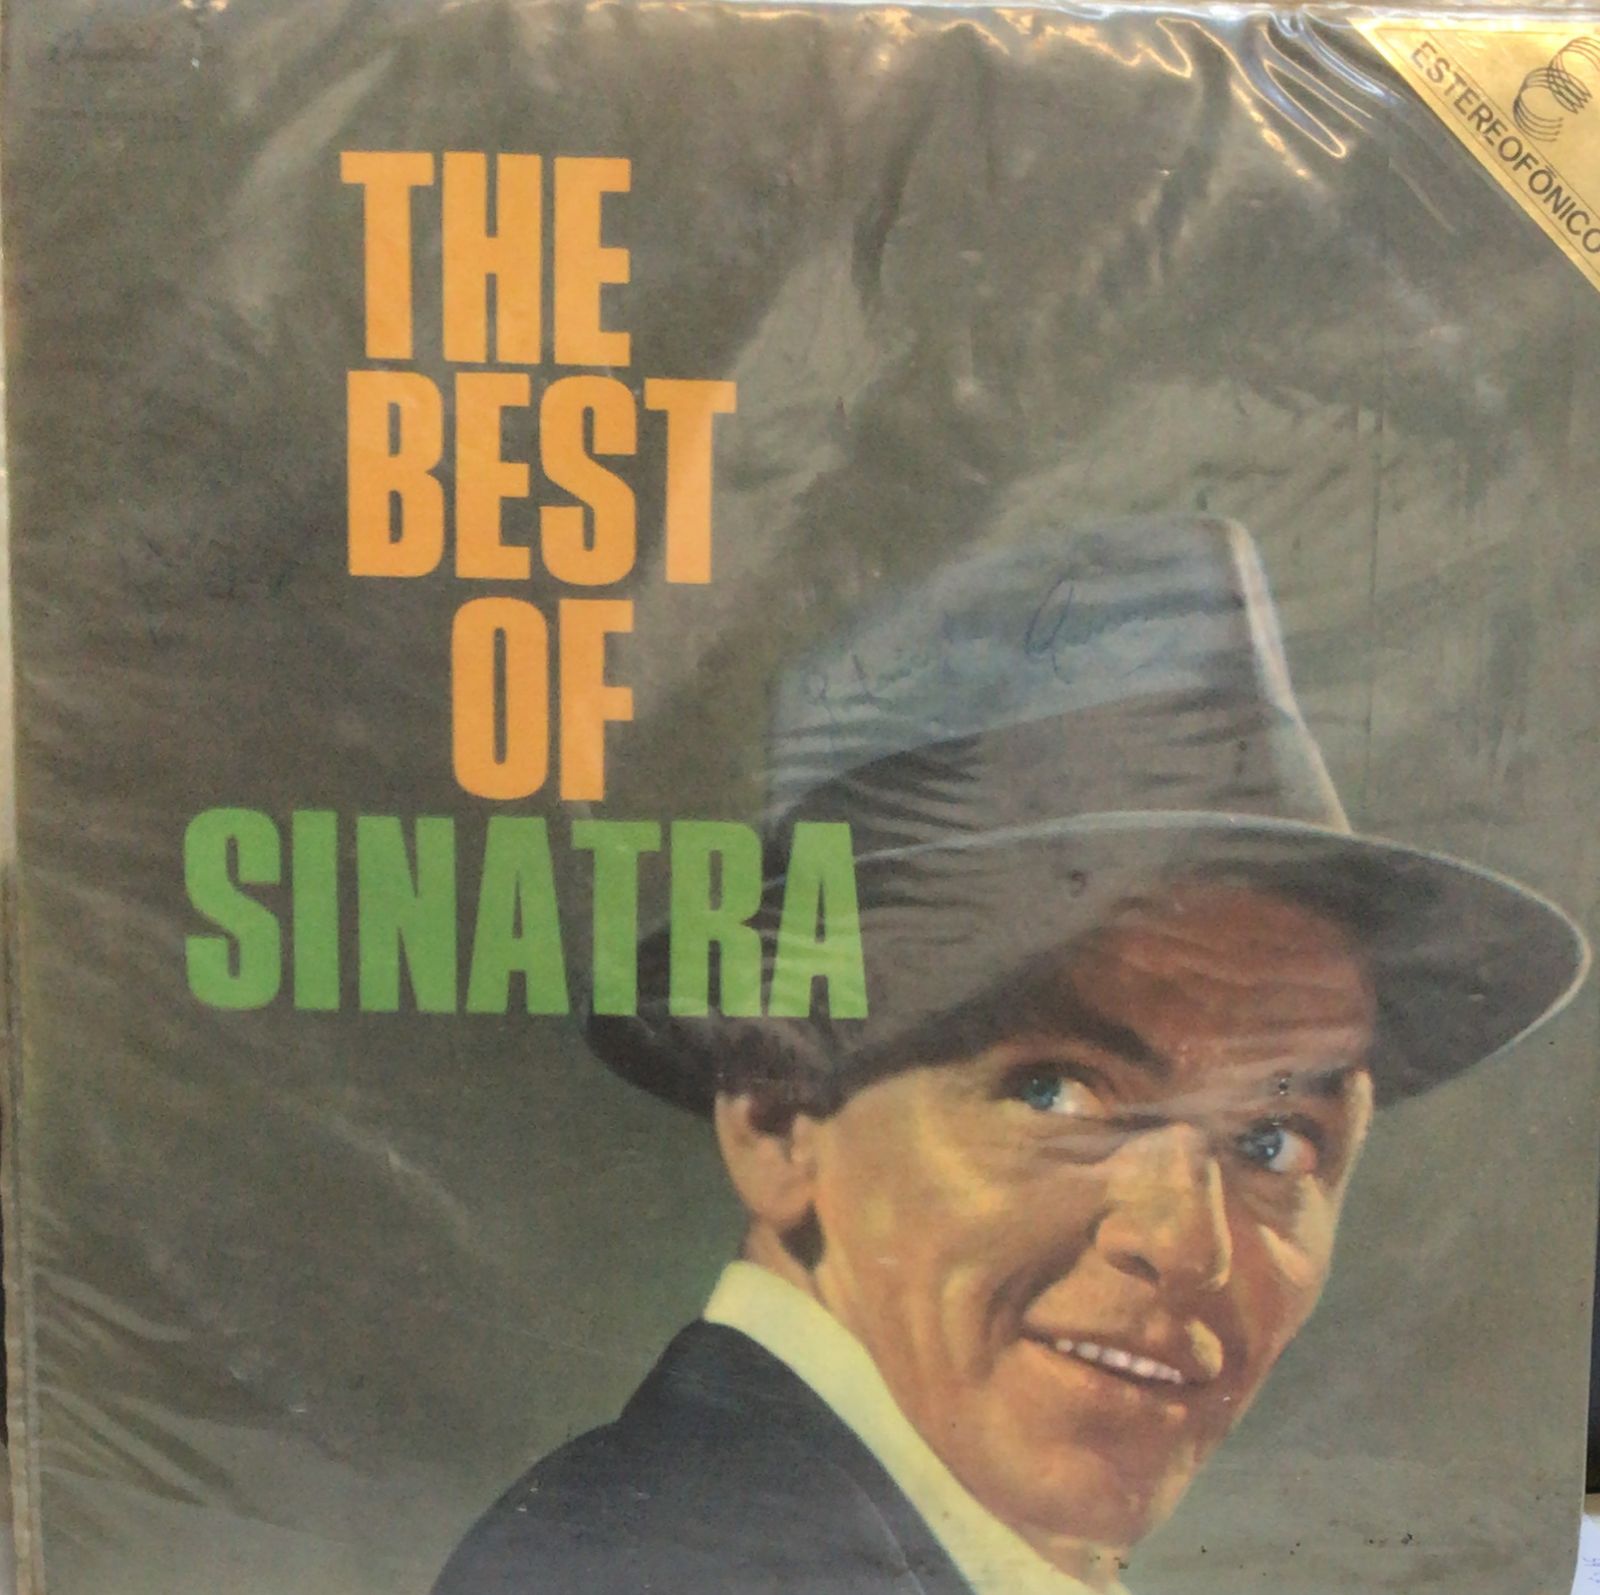 ESTEREOFÔNICO
THE
BEST
OF
SINATRA